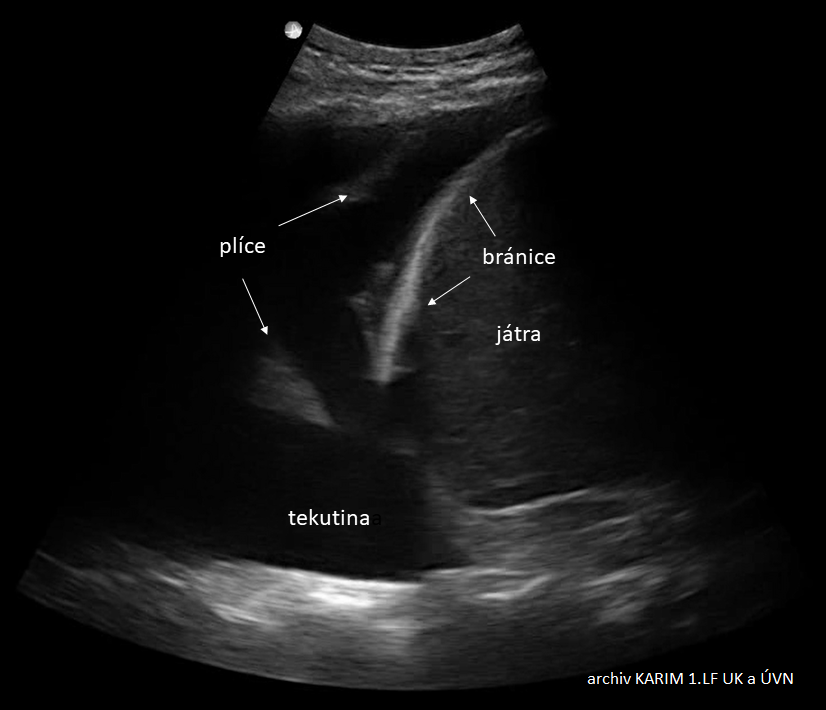 plíce
bránice
játra
tekutina
archiv KARIM 1.LF UK a ÚVN